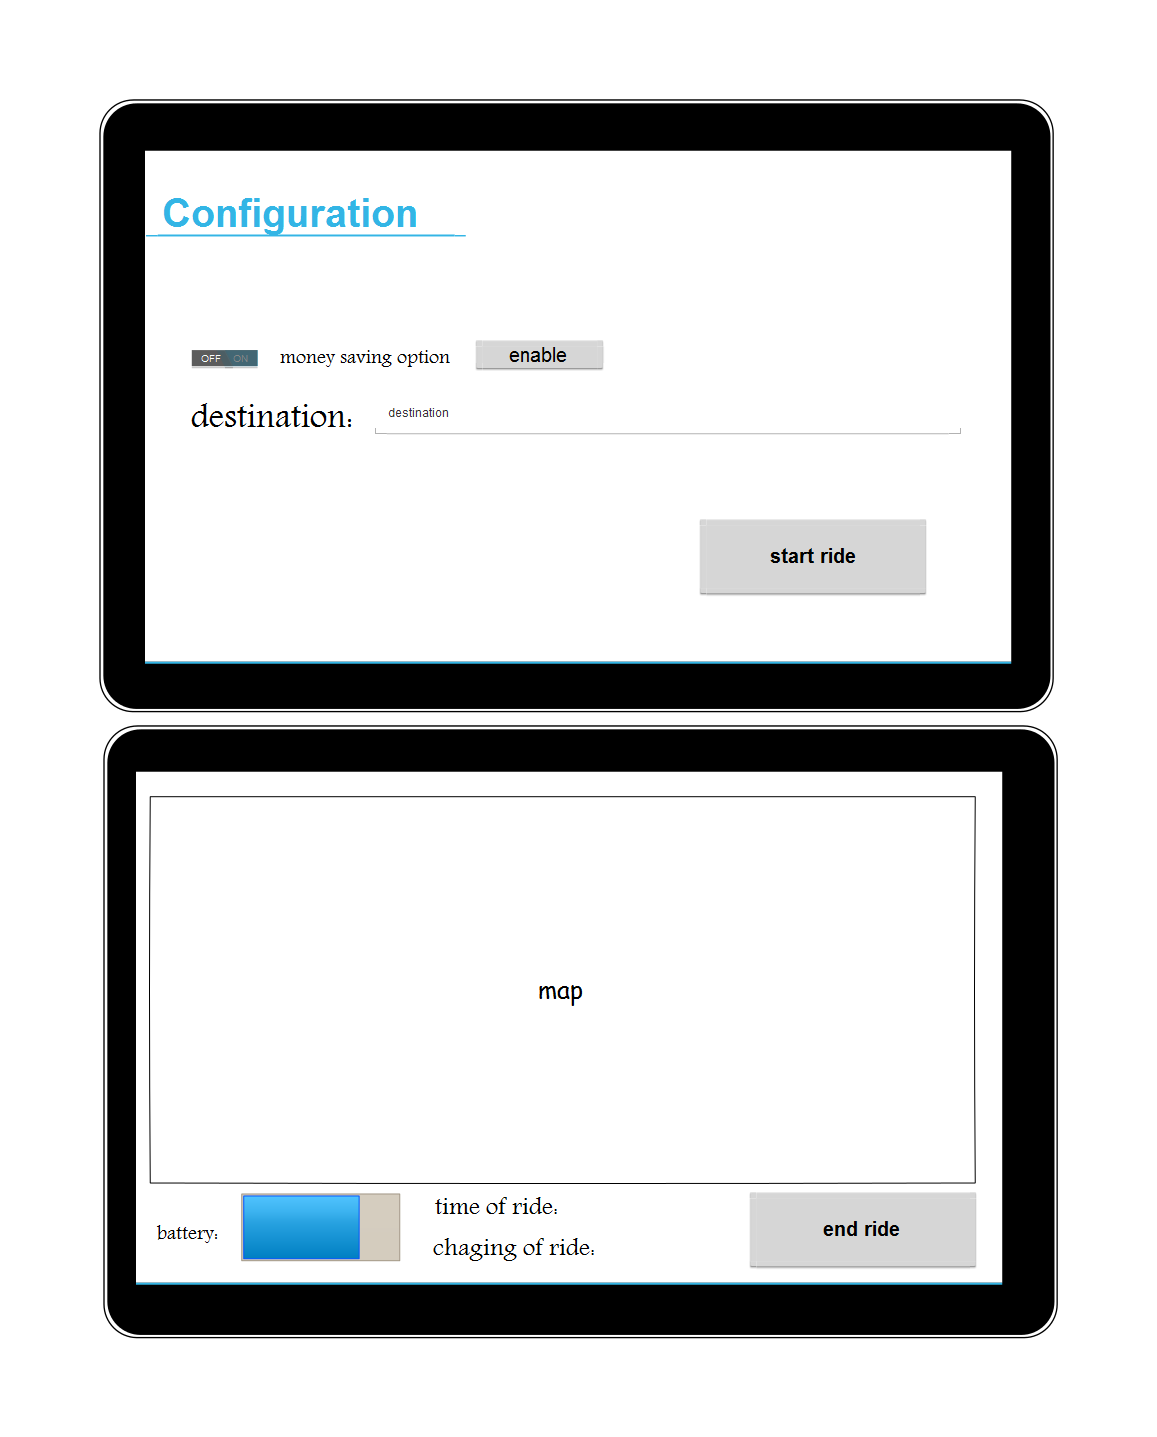 Configuration
OFF ON money saving option enable
destination: destination
start ride
map
time of ride:
battery: end ride
chaging of ride: